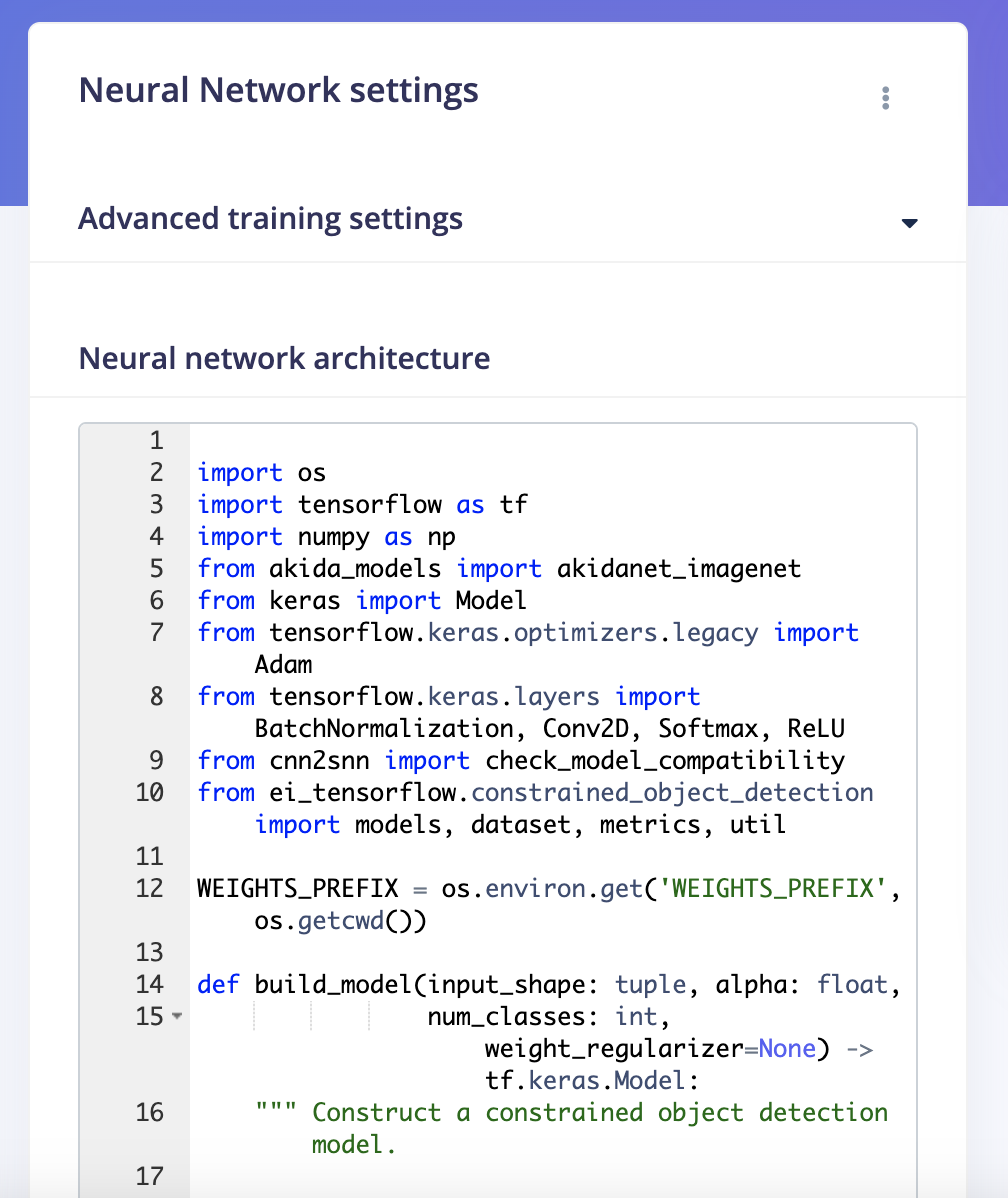 Neural Network settings
Advanced training settings
Neural network architecture
1
2 import os
3 import tensorflow as tf
4 import numpy as np
5 from akida_models import akidanet_imagenet
6 from keras import Model
7 from tensorflow.keras.optimizers.legacy import
Adam
8 from tensorflow.keras.layers import
BatchNormalization, Conv2D, Softmax, ReLU
9 from cnn2snn import check_model_compatibility
10 from ei_tensorflow.constrained_object_detection
import models, dataset, metrics, util
11
12 WEIGHTS_PREFIX = os.environ.get('WEIGHTS_PREFIX',
os.getcwd())
13
14 def build_model(input_shape: tuple, alpha: float,
15 num_classes: int,
weight_regularizer=None) ->
tf.keras.Model:
16 """ Construct a constrained object detection
model.
17